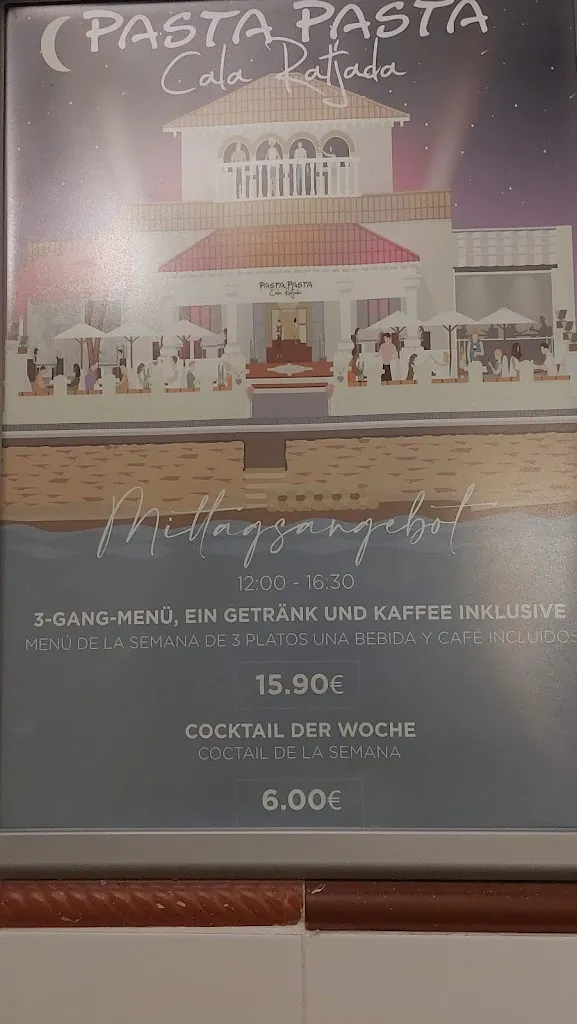 PASTA PASTA
Cala Ratjada
PASTA PASTA
Cala Ratjada
Mittagsangebot
12:00 - 16:30
3-GANG-MENÜ, EIN GETRÄNK UND KAFFEE INKLUSIVE
MENÚ DE LA SEMANA DE 3 PLATOS UNA BEBIDA Y CAFÉ INCLUÍDOS
15.90€
COCKTAIL DER WOCHE
COCTAIL DE LA SEMANA
6.00€